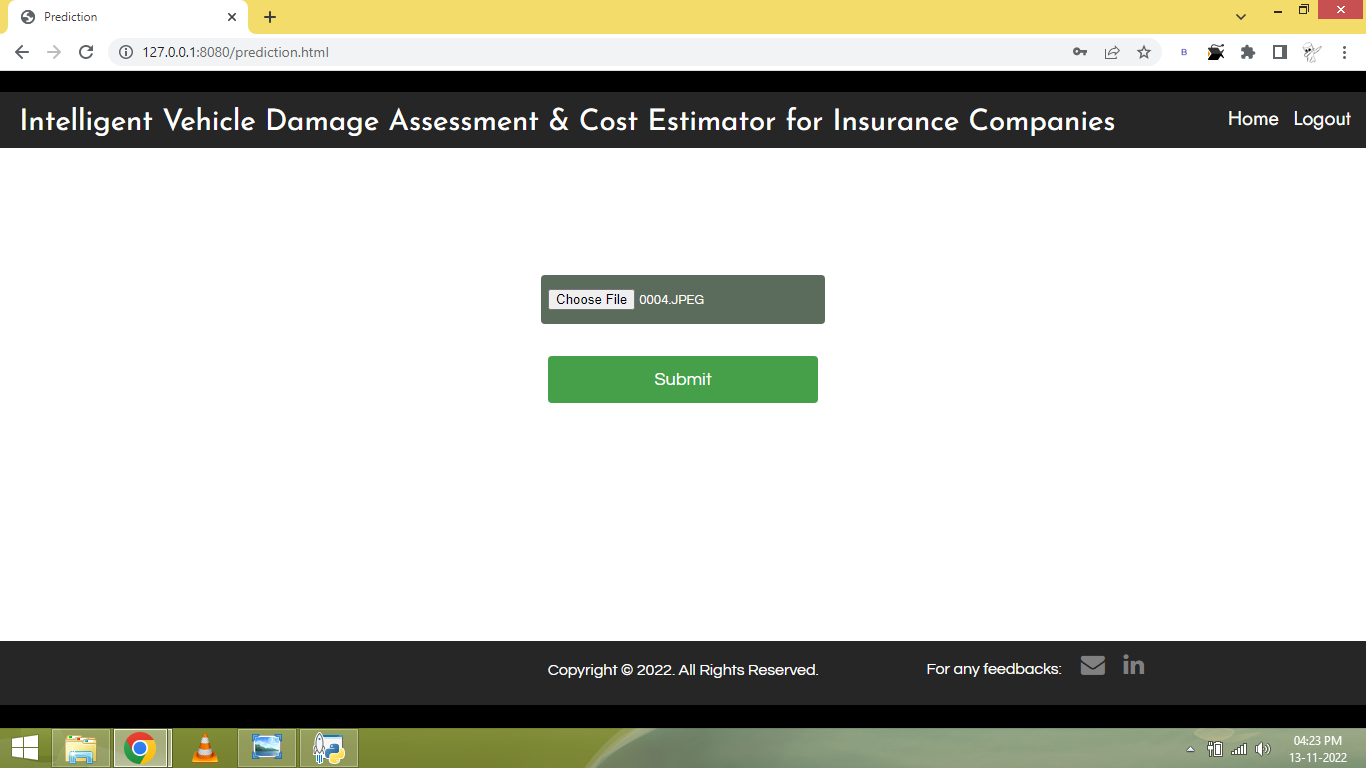 Prediction
127.0.0.1:8080/prediction.html
B
Intelligent Vehicle Damage Assessment & Cost Estimator for Insurance Companies
Home Logout
Choose File 0004.JPEG
Submit
Copyright © 2022. All Rights Reserved.
For any feedbacks:
in
04:23 PM
13-11-2022